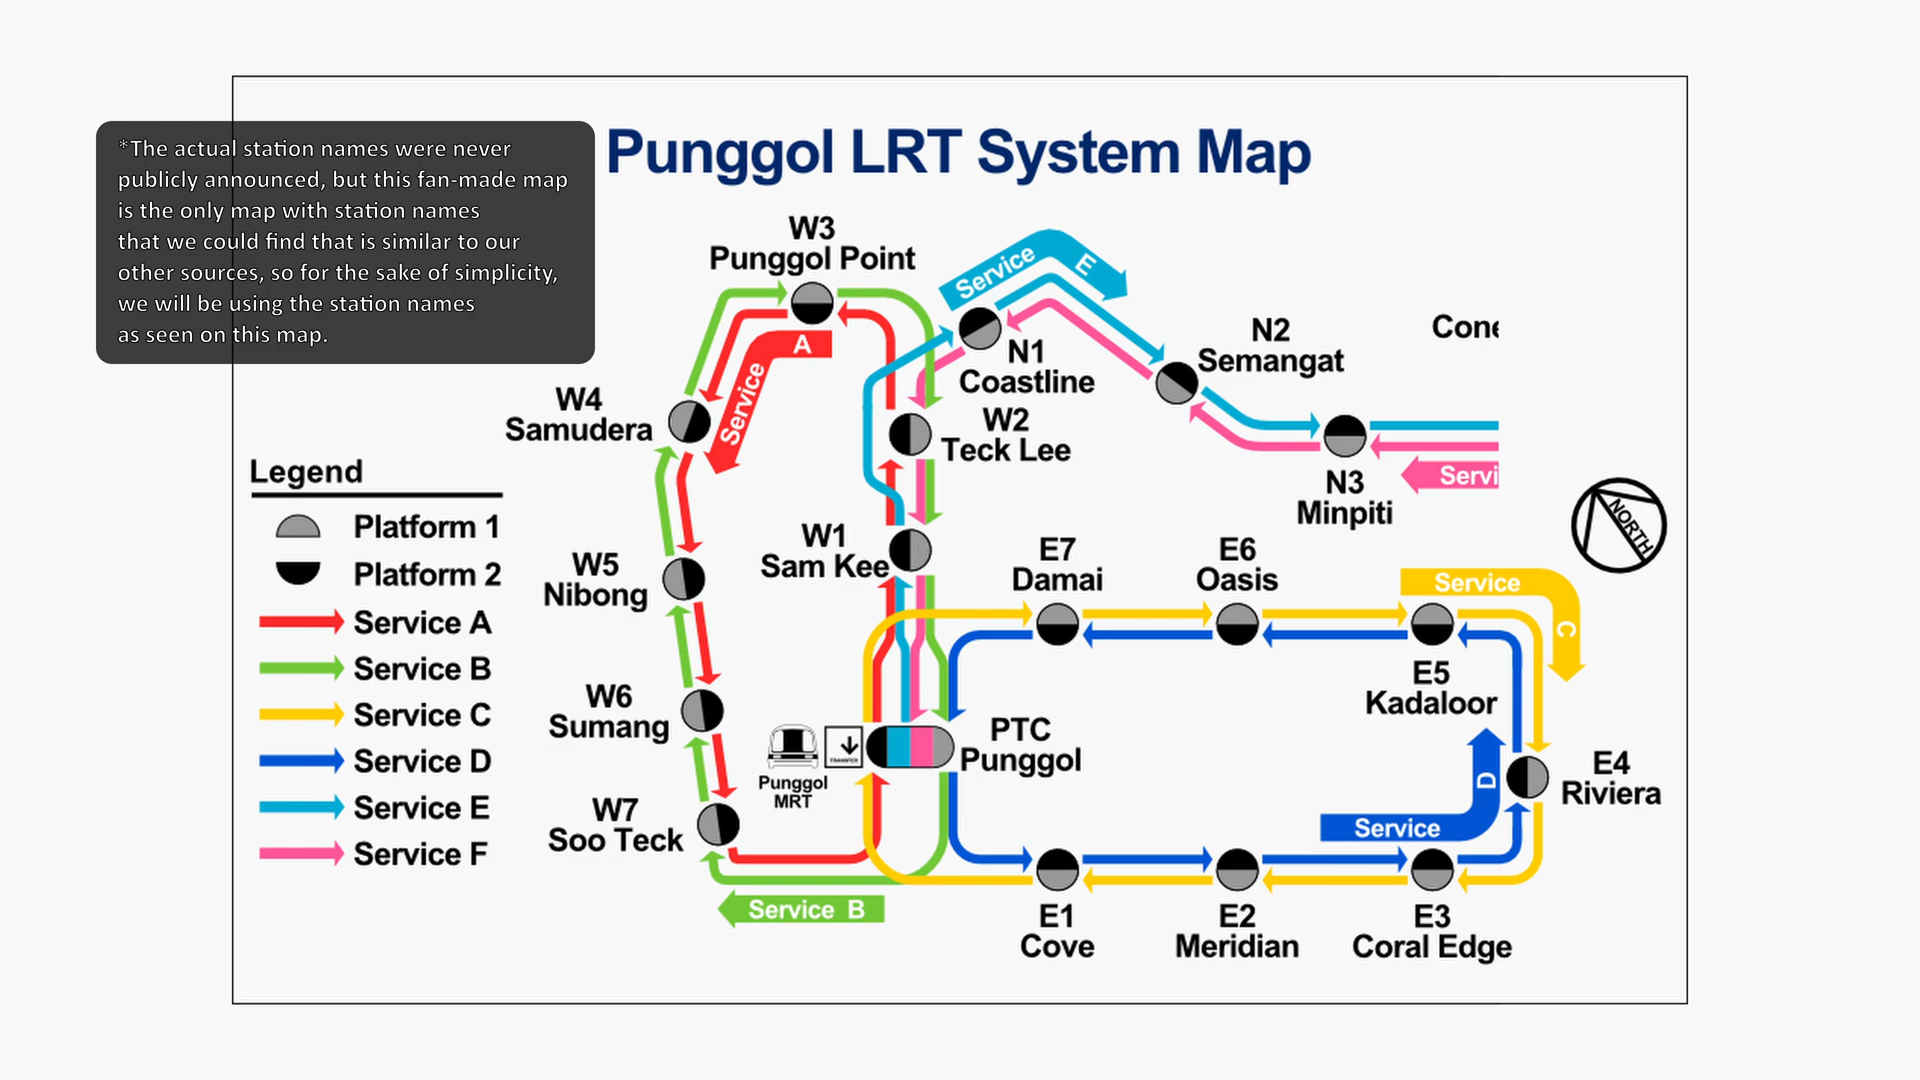 *The actual station names were never
publicly announced, but this fan-made map
is the only map with station names
that we could find that is similar to our
other sources, so for the sake of simplicity,
we will be using the station names
as seen on this map.
Punggol LRT System Map
W3
Punggol Point
Service E
N1
Coastline
N2
Semangat
Cone
A
Service
W4
Samudera
W2
Teck Lee
N3
Minpiti
Servi
NORTH
Legend
Platform 1
Platform 2
Service A
Service B
Service C
Service D
Service E
Service F
W5
Nibong
W1
Sam Kee
E7
Damai
E6
Oasis
Service
C
E5
Kadaloor
W6
Sumang
TRANSFER
Punggol
MRT
PTC
Punggol
E4
Riviera
D
Service
W7
Soo Teck
Service B
E1
Cove
E2
Meridian
E3
Coral Edge